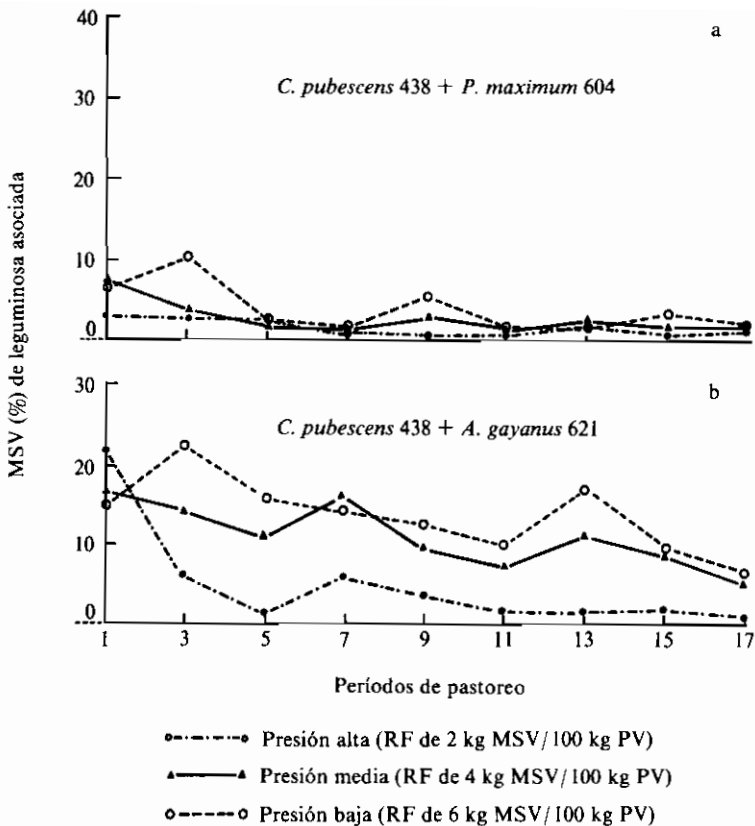 a
C. pubescens 438 + P. maximum 604
40
30
20
10
0
b
C. pubescens 438 + A. gayanus 621
30
20
10
0
MSV (%) de leguminosa asociada
1 3 5 7 9 11 13 15 17
Períodos de pastoreo
Presión alta (RF de 2 kg MSV/100 kg PV)
Presión media (RF de 4 kg MSV/100 kg PV)
Presión baja (RF de 6 kg MSV/100 kg PV)